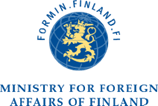 FORMIN.FINLAND.FI
MINISTRY FOR FOREIGN
AFFAIRS OF FINLAND